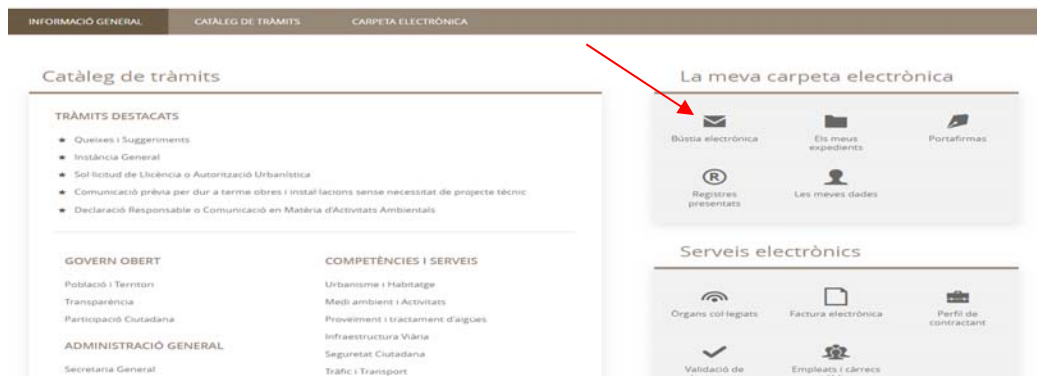 INFORMACIÓ GENERAL
CATÀLEG DE TRÀMITS
CARPETA ELECTRÒNICA
Catàleg de tràmits
TRÀMITS DESTACATS
Queixes i Suggeriments
Instància General
Sol·licitud de Llicència o Autorizació Urbanística
Comunicació prèvia per dur a terme obres i instal·lacions sense necessitat de projecte tècnic
Declaració Responsable o Comunicació en Matèria d'Activitats Ambientals
GOVERN OBERT
Població i Territori
Transparència
Participació Ciutadana
ADMINISTRACIÓ GENERAL
Secretaria General
COMPETÈNCIES I SERVEIS
Urbanisme i Habitatge
Medi ambient i Activitats
Proveïment i tractament d'aigües
Infraestructura Viària
Seguretat Ciutadana
Tràfic i Transport
La meva carpeta electrònica
Bústia electrònica
Els meus
expedients
Portafirmas
R
Registres
presentats
Les meves dades
Serveis electrònics
Òrgans col·legiats
Factura electrònica
Perfil de
contractant
Validació de
Empleats i càrrecs